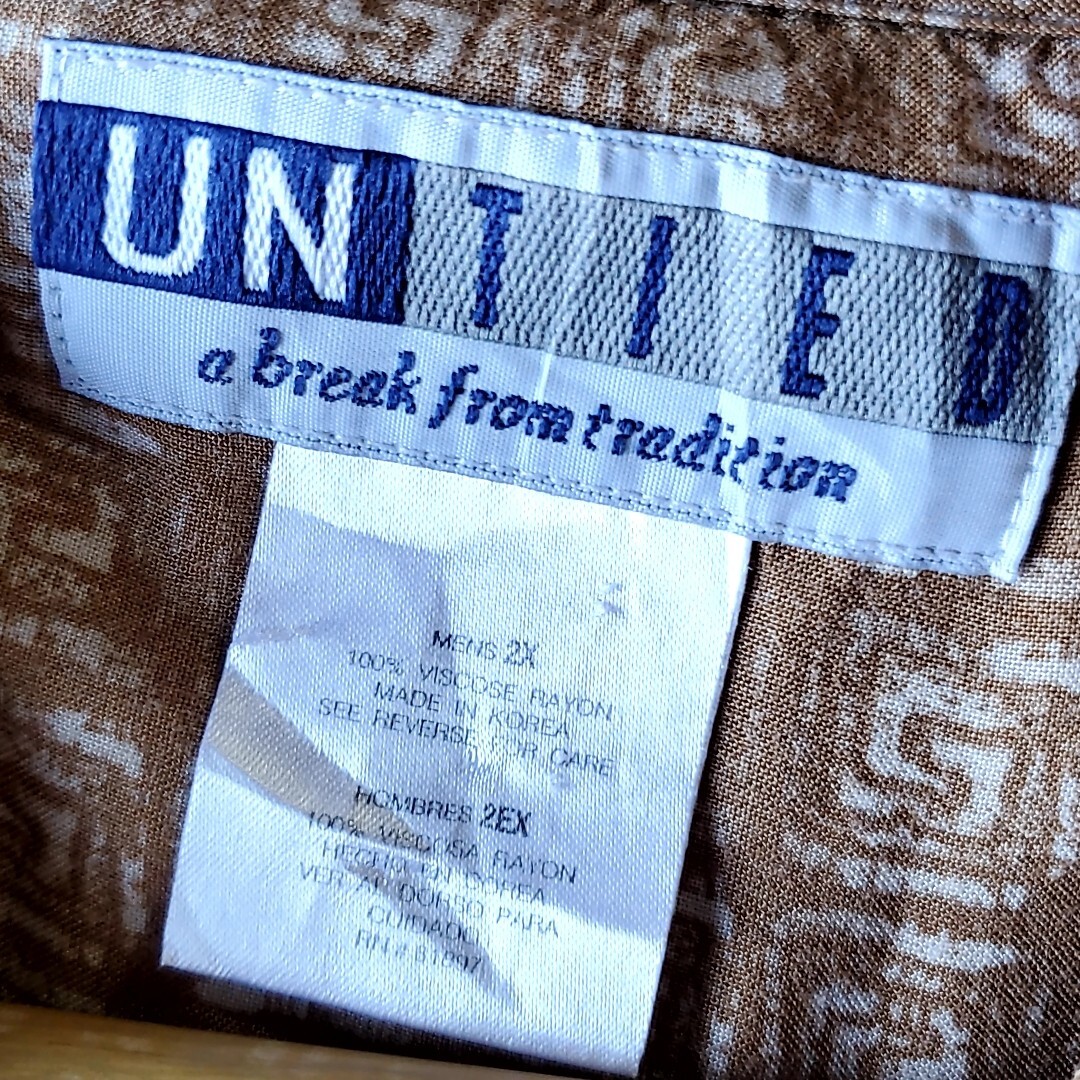 UNTIED
a break from tradition
MENS 2X
100% VISCOSE RAYON
MADE IN KOREA
SEE REVERSE FOR CARE
HOMBRES 2EX
100% VISCOSA RAYON
HECHO EN COREA
VER AL DORSO PARA
CUIDADO
RN #